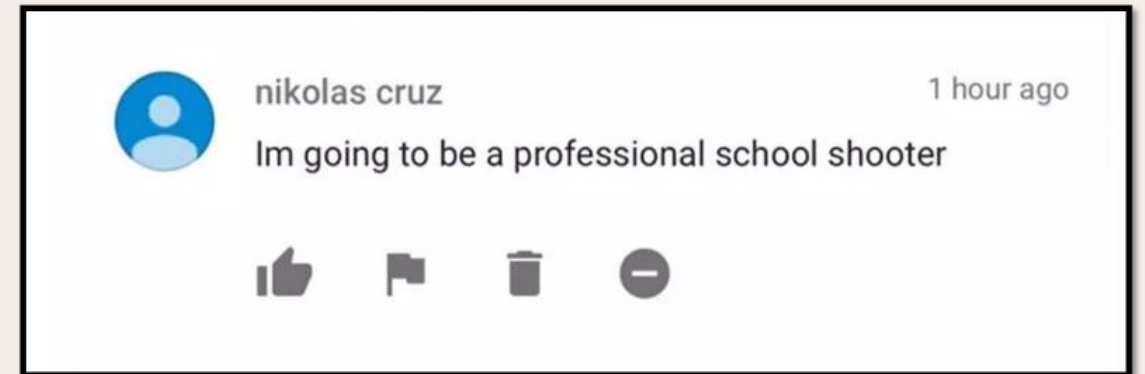 nikolas cruz 1 hour ago
Im going to be a professional school shooter